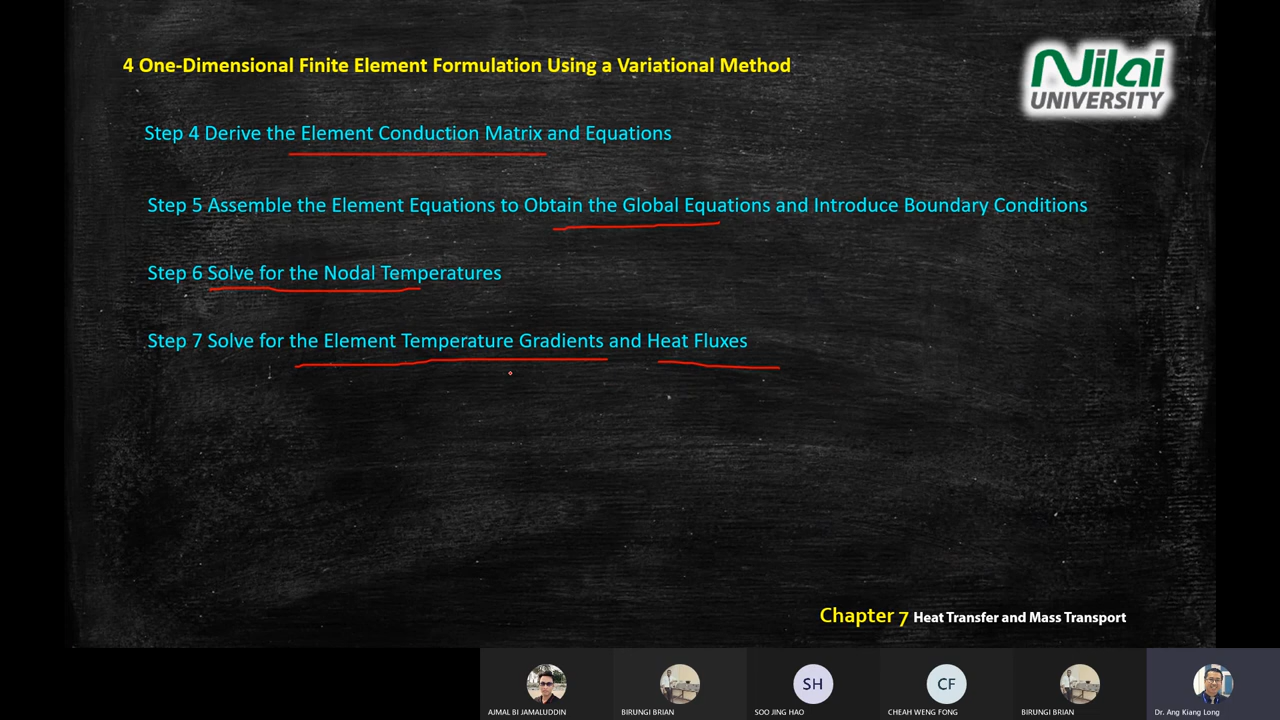 4 One-Dimensional Finite Element Formulation Using a Variational Method
Nilai
UNIVERSITY
Step 4 Derive the Element Conduction Matrix and Equations
Step 5 Assemble the Element Equations to Obtain the Global Equations and Introduce Boundary Conditions
Step 6 Solve for the Nodal Temperatures
Step 7 Solve for the Element Temperature Gradients and Heat Fluxes
Chapter 7 Heat Transfer and Mass Transport
SH
CF
AJMAL BI JAMALUDDIN
BIRUNGI BRIAN
SOO JING HAO
CHEAH WENG FONG
BIRUNGI BRIAN
Dr. Ang Kiang Long